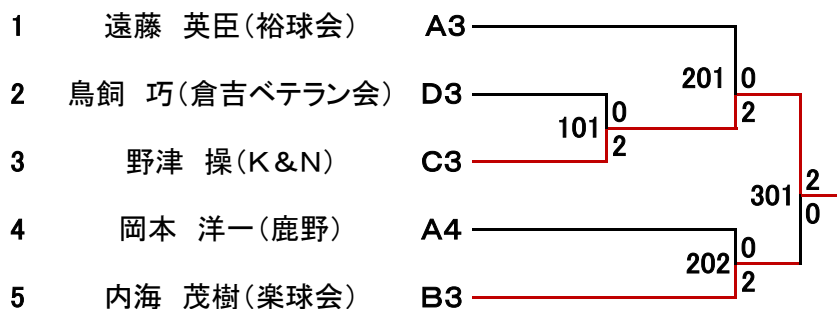 1 遠藤 英臣(裕球会) A3
201 0
2 鳥飼 巧(倉吉ベテラン会) D3
2
101 0
2
3 野津 操(K&N) C3
301 2
0
4 岡本 洋一(鹿野) A4
202 0
2
5 内海 茂樹(楽球会) B3